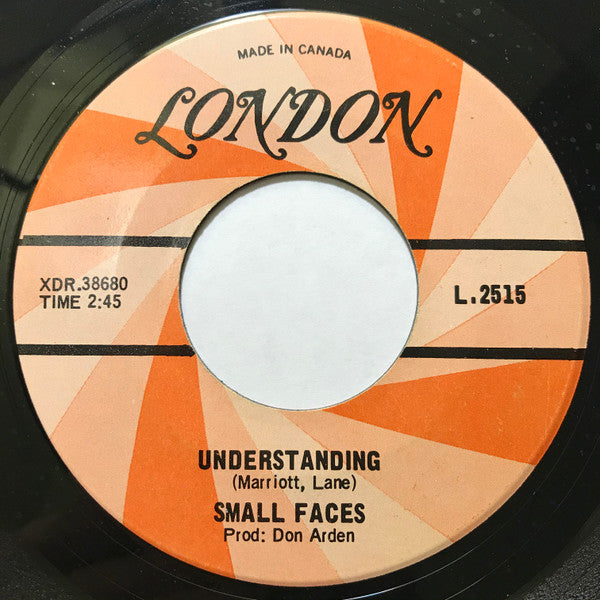 MADE IN CANADA
LONDON
XDR.38680
TIME 2:45
L.2515
UNDERSTANDING
(Marriott, Lane)
SMALL FACES
Prod: Don Arden